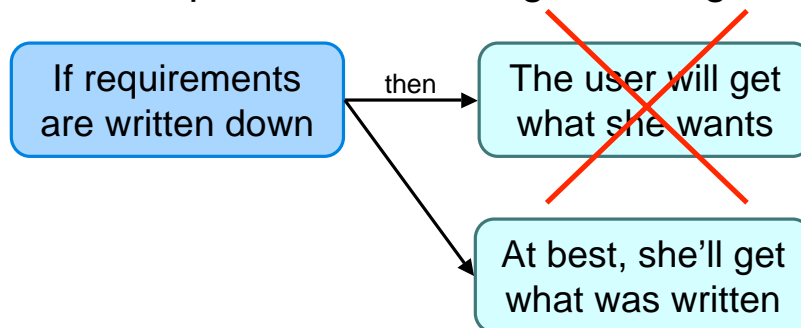 If requirements
are written down
then
The user will get
what she wants
At best, she'll get
what was written